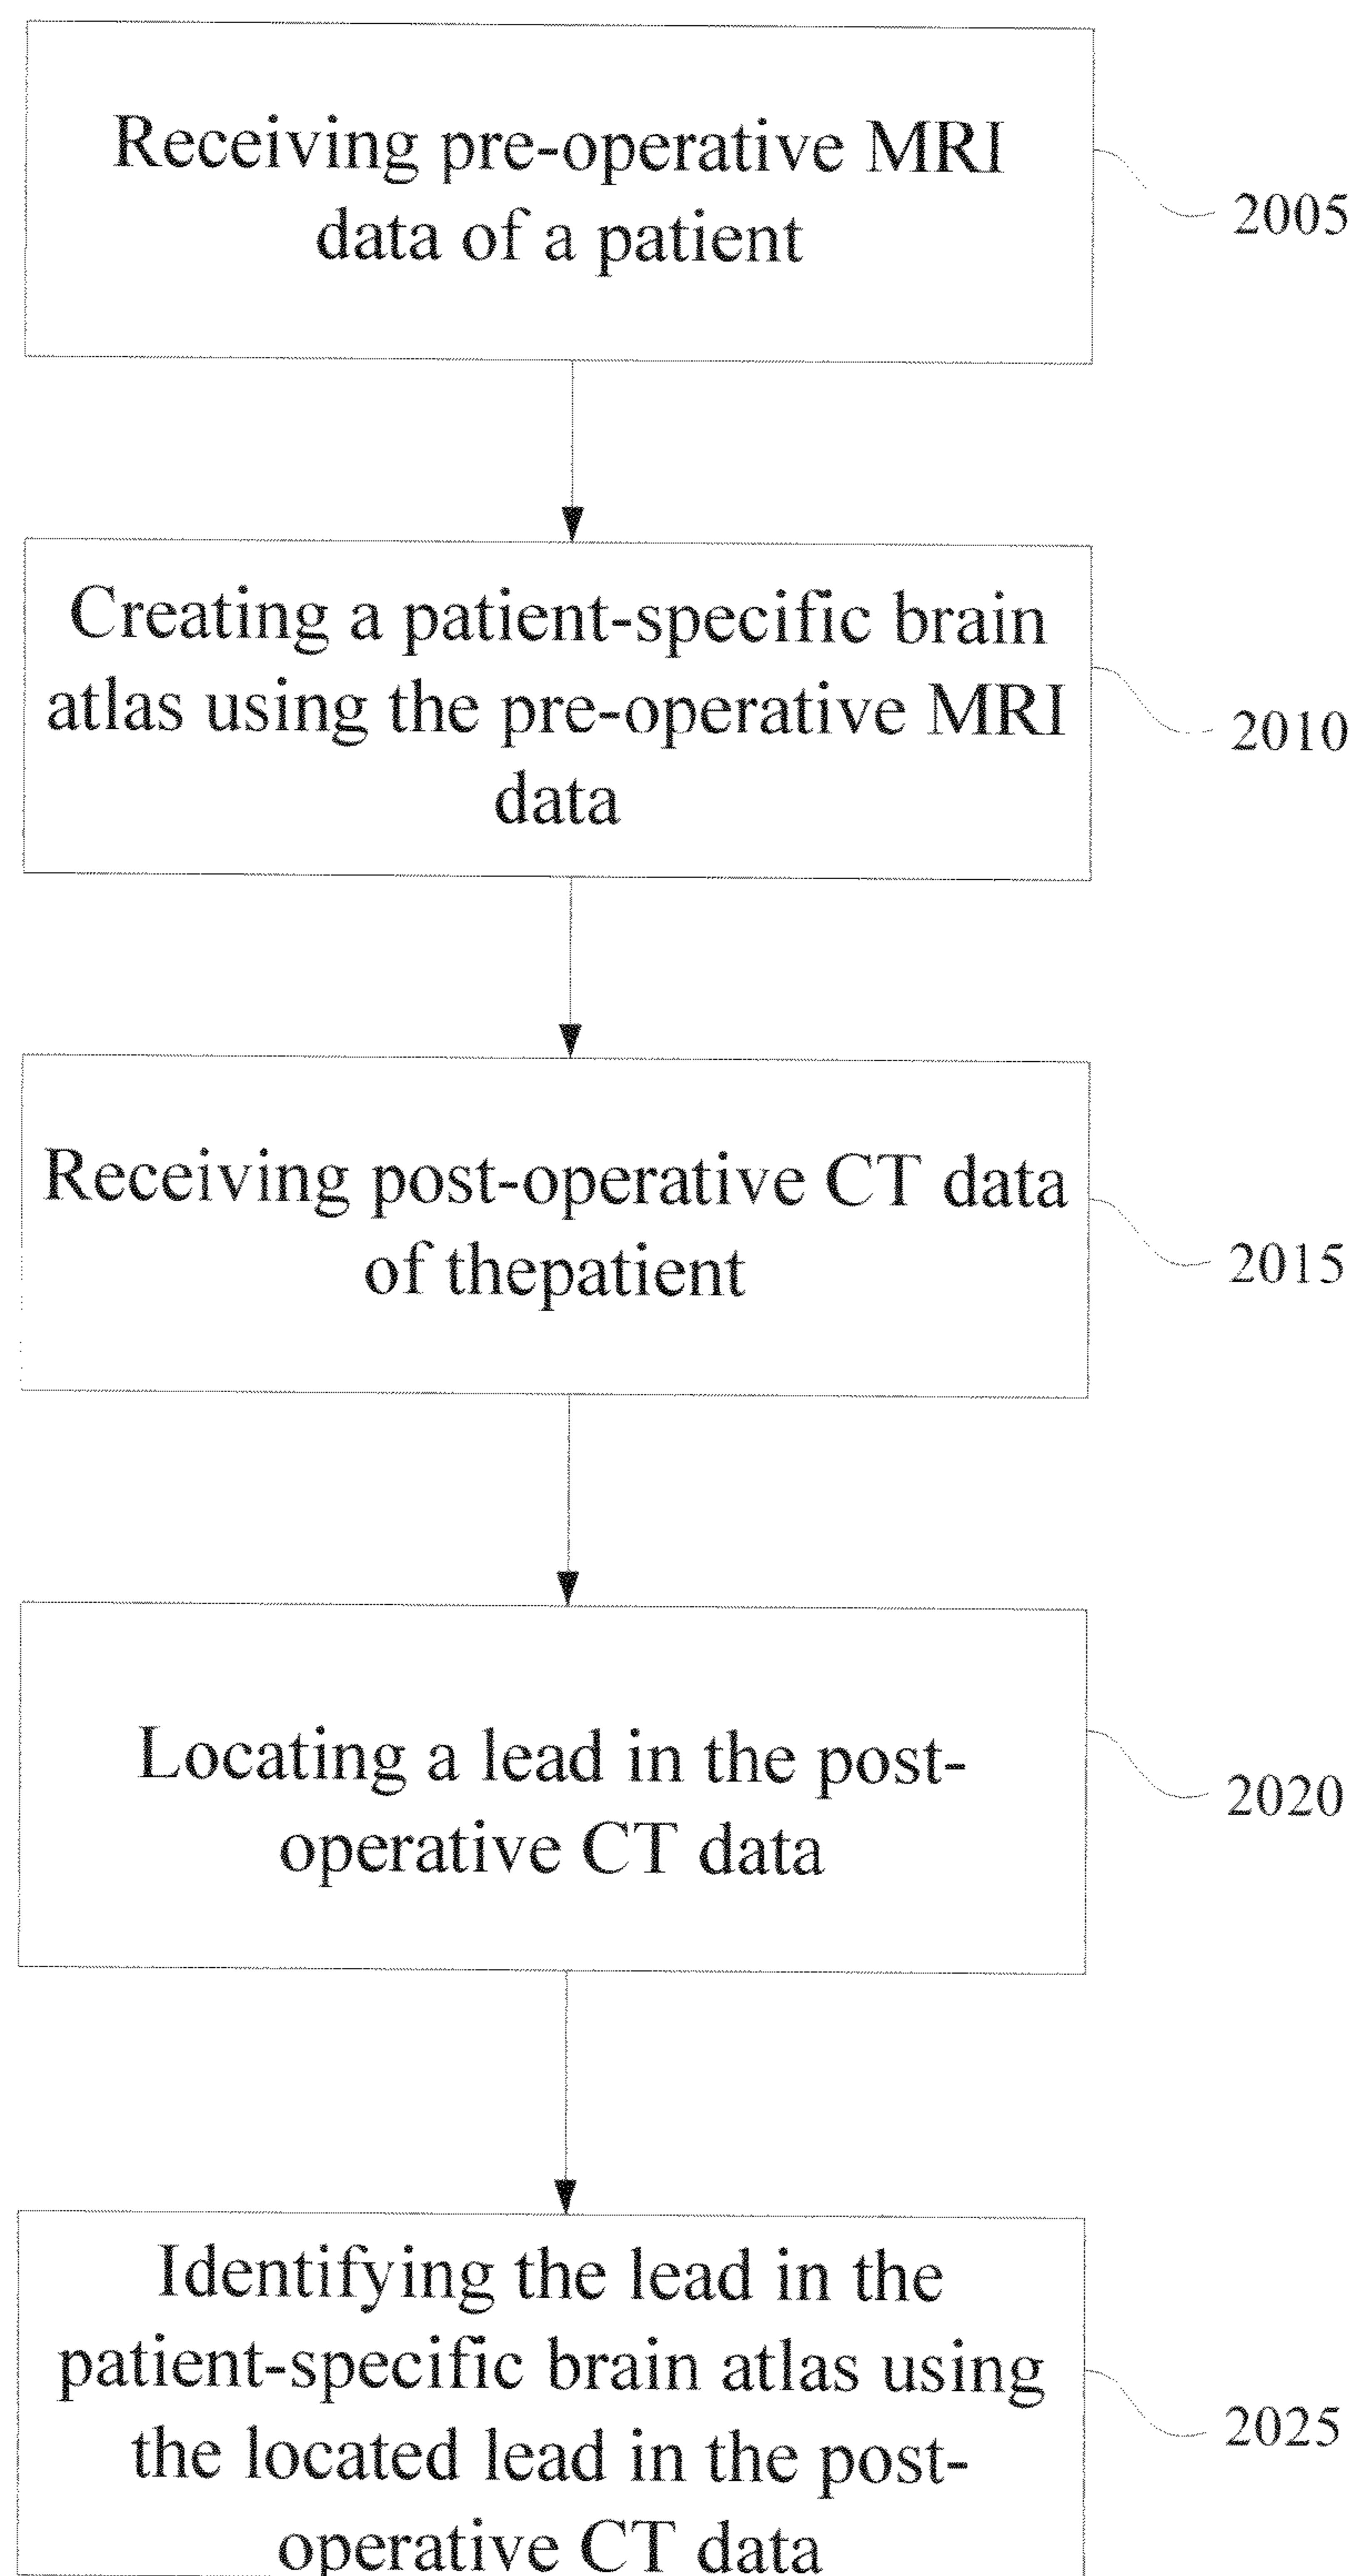 Receiving pre-operative MRI
data of a patient
2005
Creating a patient-specific brain
atlas using the pre-operative MRI
data
2010
Receiving post-operative CT data
of thepatient
2015
Locating a lead in the post-
operative CT data
2020
Identifying the lead in the
patient-specific brain atlas using
the located lead in the post-
operative CT data
2025